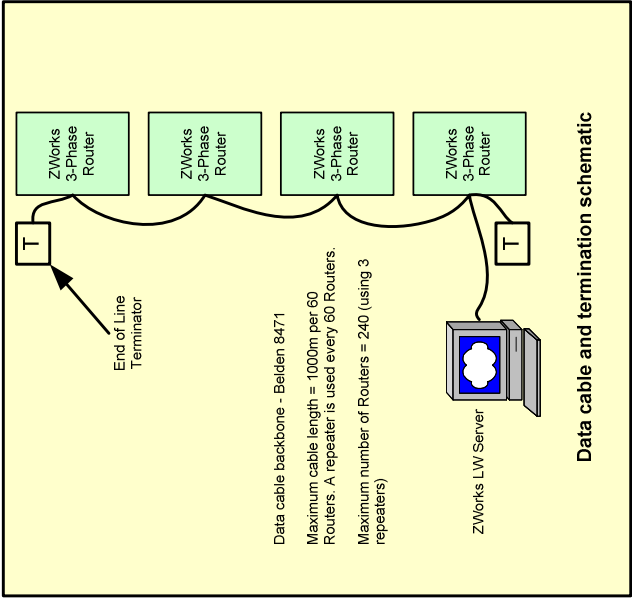 ZWorks
3-Phase
Router
ZWorks
3-Phase
Router
ZWorks
3-Phase
Router
ZWorks
3-Phase
Router
T
T
End of Line
Terminator
Data cable backbone - Belden 8471
Maximum cable length = 1000m per 60
Routers. A repeater is used every 60 Routers.
Maximum number of Routers = 240 (using 3
repeaters)
ZWorks LW Server
Data cable and termination schematic